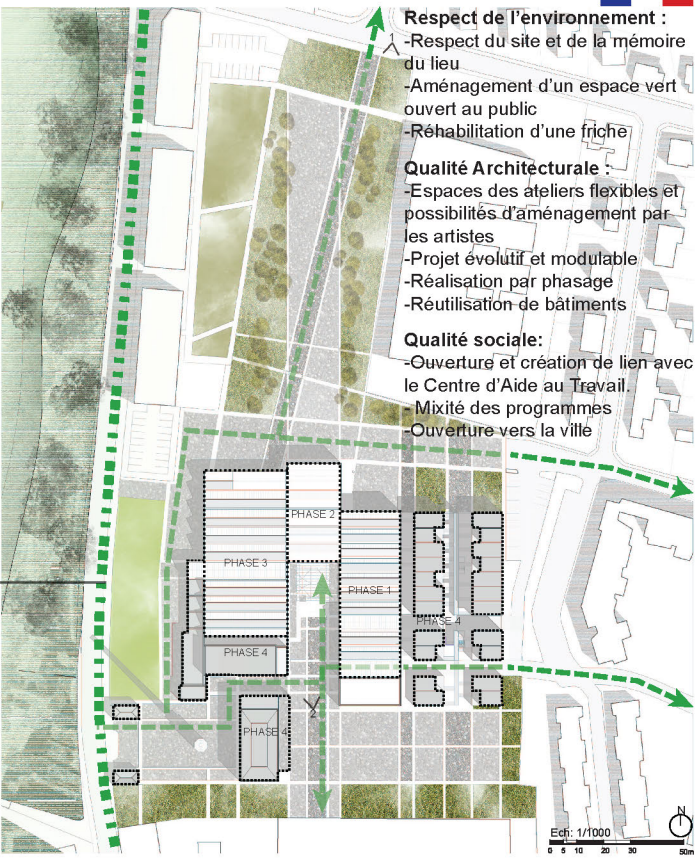 Respect de l'environnement :
-Respect du site et de la mémoire
du lieu
-Aménagement d'un espace vert
ouvert au public
-Réhabilitation d'une friche
Qualité Architecturale :
-Espaces des ateliers flexibles et
possibilités d'aménagement par
les artistes
-Projet évolutif et modulable
-Réalisation par phasage
-Réutilisation de bâtiments
Qualité sociale:
-Ouverture et création de lien avec
le Centre d'Aide au Travail.
- Mixité des programmes
-Ouverture vers la ville
1
PHASE 2
PHASE 3
PHASE 1
PHASE 4
PHASE 4
PHASE 4
2
N
Ech: 1/1000
0 5 10 20 30 50m